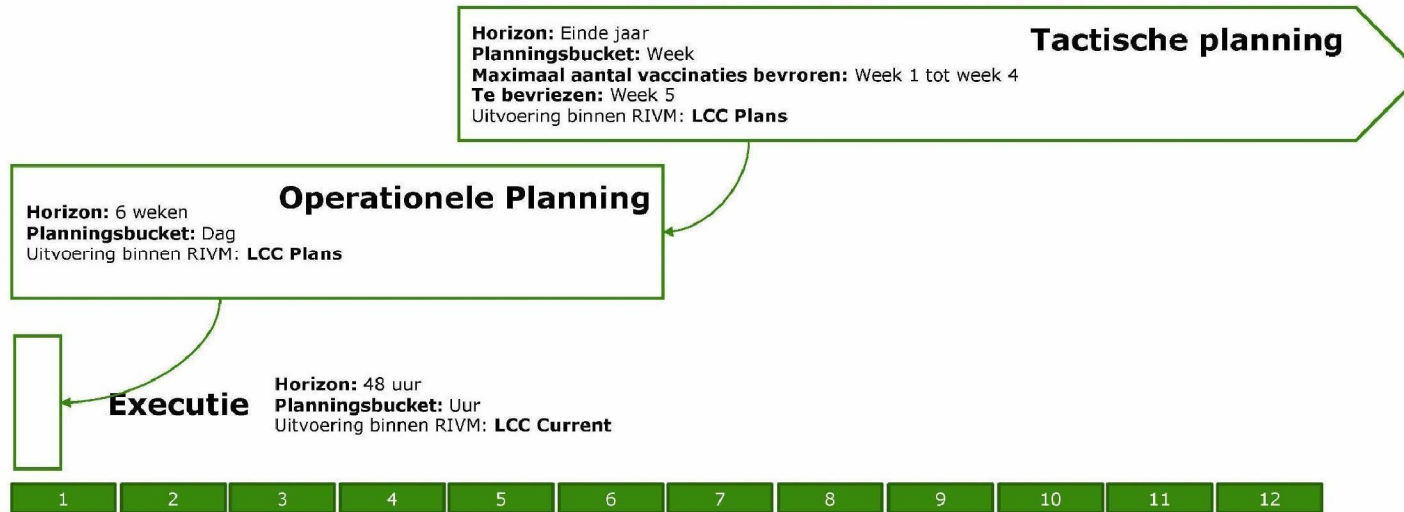 Tactische planning
Horizon: Einde jaar
Planningsbucket: Week
Maximaal aantal vaccinaties bevroren: Week 1 tot week 4
Te bevriezen: Week 5
Uitvoering binnen RIVM: LCC Plans
Operationele Planning
Horizon: 6 weken
Planningsbucket: Dag
Uitvoering binnen RIVM: LCC Plans
Executie
Horizon: 48 uur
Planningsbucket: Uur
Uitvoering binnen RIVM: LCC Current
1 2 3 4 5 6 7 8 9 10 11 12